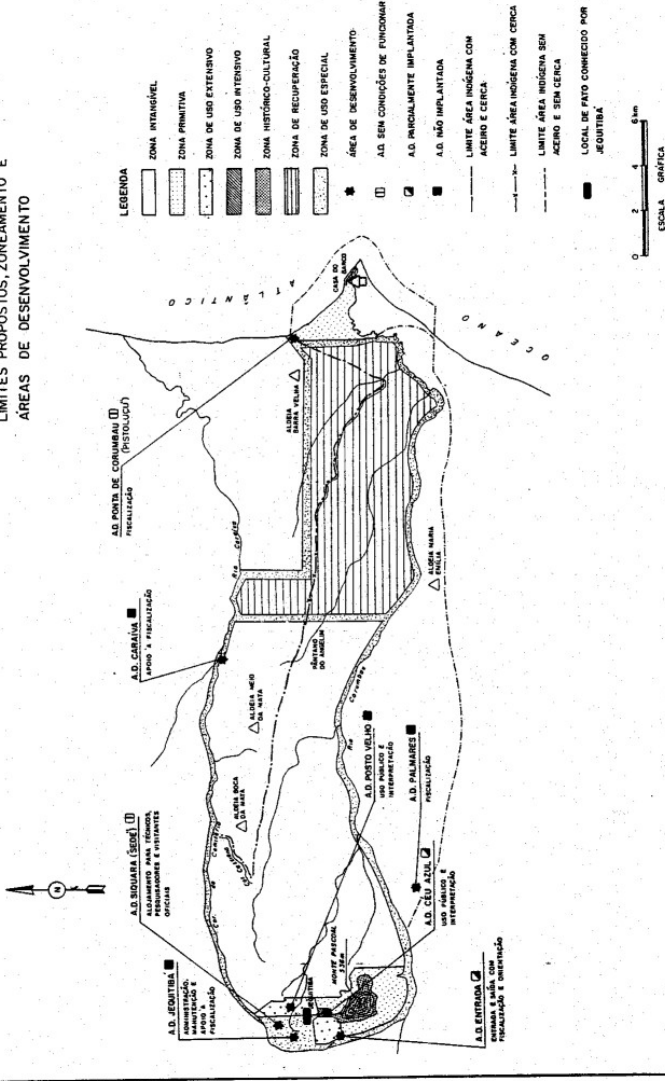 LIMITES PROPOSTOS, ZONEAMENTO E
ÁREAS DE DESENVOLVIMENTO
N
A.D. JEQUITIBÁ
ADMINISTRAÇÃO,
MANUTENÇÃO E
APOIO À
FISCALIZAÇÃO
A.D. SIQUARA (SEDE)
ALOJAMENTO PARA TÉCNICOS,
PESQUISADORES E VISITANTES
OFICIAIS
A.D. CARAÍVA
APOIO À FISCALIZAÇÃO
A.D. PONTA DE CORUMBAU
(PISTOLUÇU)
FISCALIZAÇÃO
Rio Caraíva
ALDEIA BOCA
DA MATA
ALDEIA MEIO
DA MATA
ALDEIA
BARRA VELHA
CASA DO
BARCO
OCEANO
ATLÂNTICO
PÂNTANO
DO ANGELIM
ALDEIA MARIA
EMÍLIA
Rio Corumbau
MONTE PASCOAL
536m
JEQUITIBÁ
A.D. POSTO VELHO
USO PÚBLICO E
INTERPRETAÇÃO
A.D. PALMARES
FISCALIZAÇÃO
A.D. CÉU AZUL
USO PÚBLICO E
INTERPRETAÇÃO
A.D. ENTRADA
ENTRADA E SAÍDA COM
FISCALIZAÇÃO E ORIENTAÇÃO
LEGENDA
ZONA INTANGÍVEL
ZONA PRIMITIVA
ZONA DE USO EXTENSIVO
ZONA DE USO INTENSIVO
ZONA HISTÓRICO-CULTURAL
ZONA DE RECUPERAÇÃO
ZONA DE USO ESPECIAL
ÁREA DE DESENVOLVIMENTO
A.D. SEM CONDIÇÕES DE FUNCIONAR
A.D. PARCIALMENTE IMPLANTADA
A.D. NÃO IMPLANTADA
LIMITE ÁREA INDÍGENA COM
ACEIRO E CERCA
LIMITE ÁREA INDÍGENA COM CERCA
LIMITE ÁREA INDÍGENA SEM
ACEIRO E SEM CERCA
LOCAL DE FATO CONHECIDO POR
JEQUITIBÁ
0 2 4 6km
ESCALA GRÁFICA